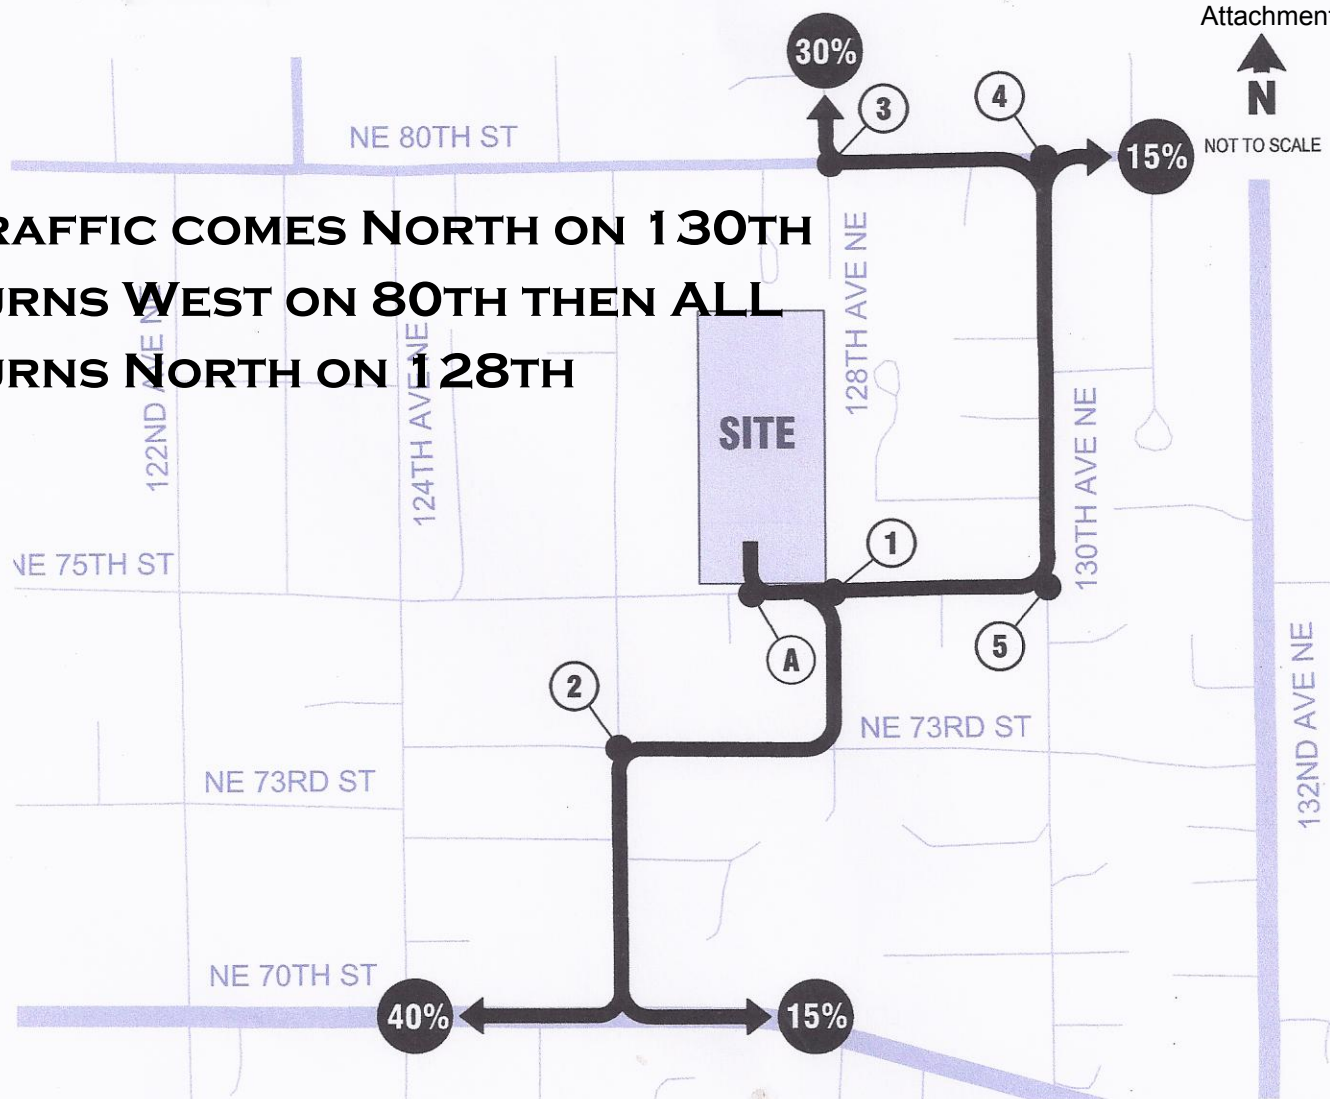 Attachment
30%
3
4
N
NE 80TH ST
15%
NOT TO SCALE
RAFFIC COMES NORTH ON 130TH
URNS WEST ON 80TH THEN ALL
URNS NORTH ON 128TH
122ND AVE NE
124TH AVE NE
128TH AVE NE
SITE
130TH AVE NE
1
NE 75TH ST
A
5
2
132ND AVE NE
NE 73RD ST
NE 73RD ST
NE 70TH ST
40%
15%